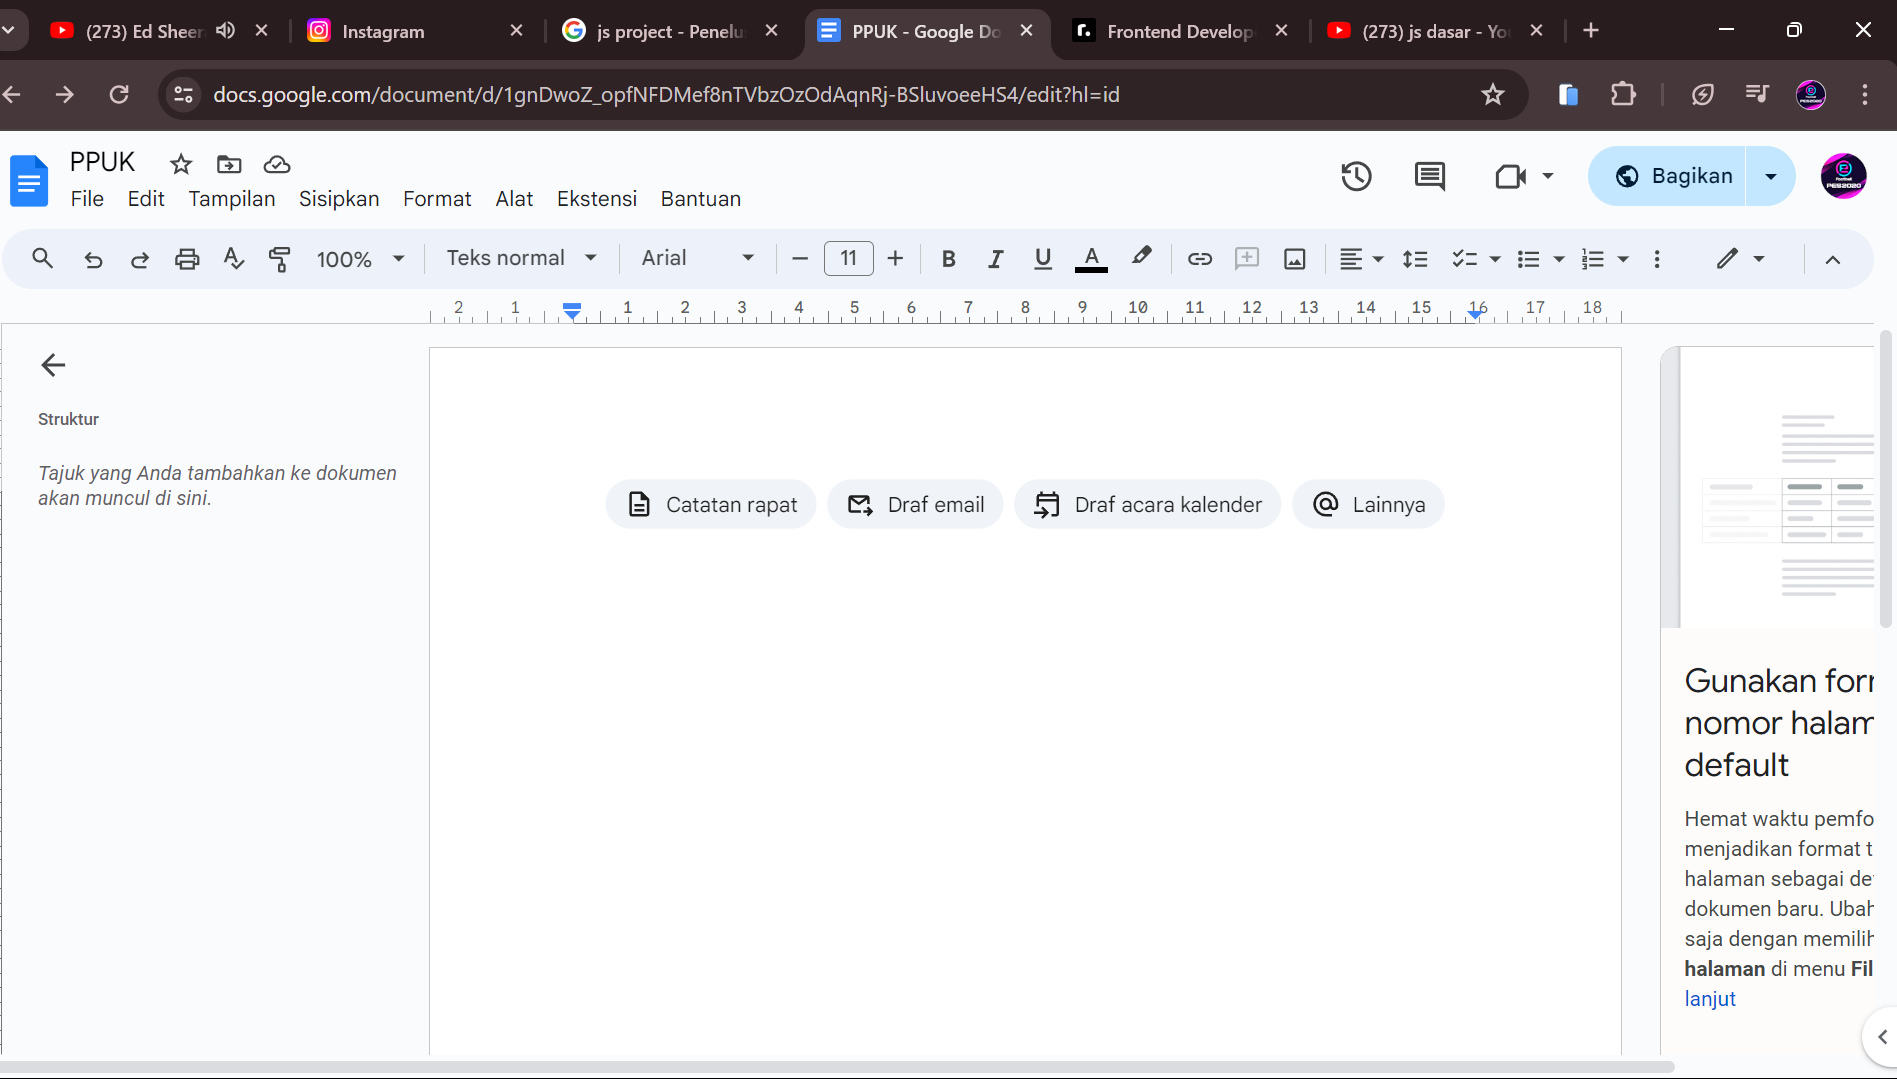 (273) Ed Sheer
Instagram
js project - Penelu
PPUK - Google Do
Frontend Develop
(273) js dasar - You
docs.google.com/document/d/1gnDwoZ_opfNFDMef8nTVbzOzOdAqnRj-BSluvoeeHS4/edit?hl=id
PPUK
File Edit Tampilan Sisipkan Format Alat Ekstensi Bantuan
Bagikan
100% Teks normal Arial 11 B I U A
2 1 1 2 3 4 5 6 7 8 9 10 11 12 13 14 15 16 17 18
Struktur
Tajuk yang Anda tambahkan ke dokumen
akan muncul di sini.
Catatan rapat
Draf email
Draf acara kalender
Lainnya
Gunakan for
nomor halam
default
Hemat waktu pemfo
menjadikan format t
halaman sebagai de
dokumen baru. Ubah
saja dengan memilih
halaman di menu Fil
lanjut